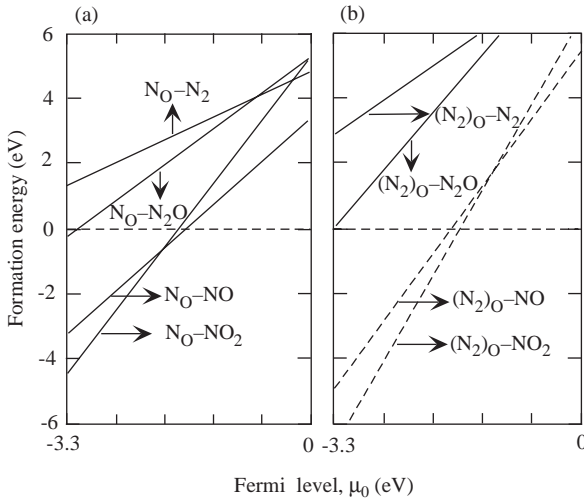 (a)
(b)
Formation energy (eV)
6
4
2
0
-2
-4
-6
N_O–N_2
N_O–N_2O
N_O–NO
N_O–NO_2
(N_2)_O–N_2
(N_2)_O–N_2O
(N_2)_O–NO
(N_2)_O–NO_2
-3.3
0
-3.3
0
Fermi level, μ_0 (eV)